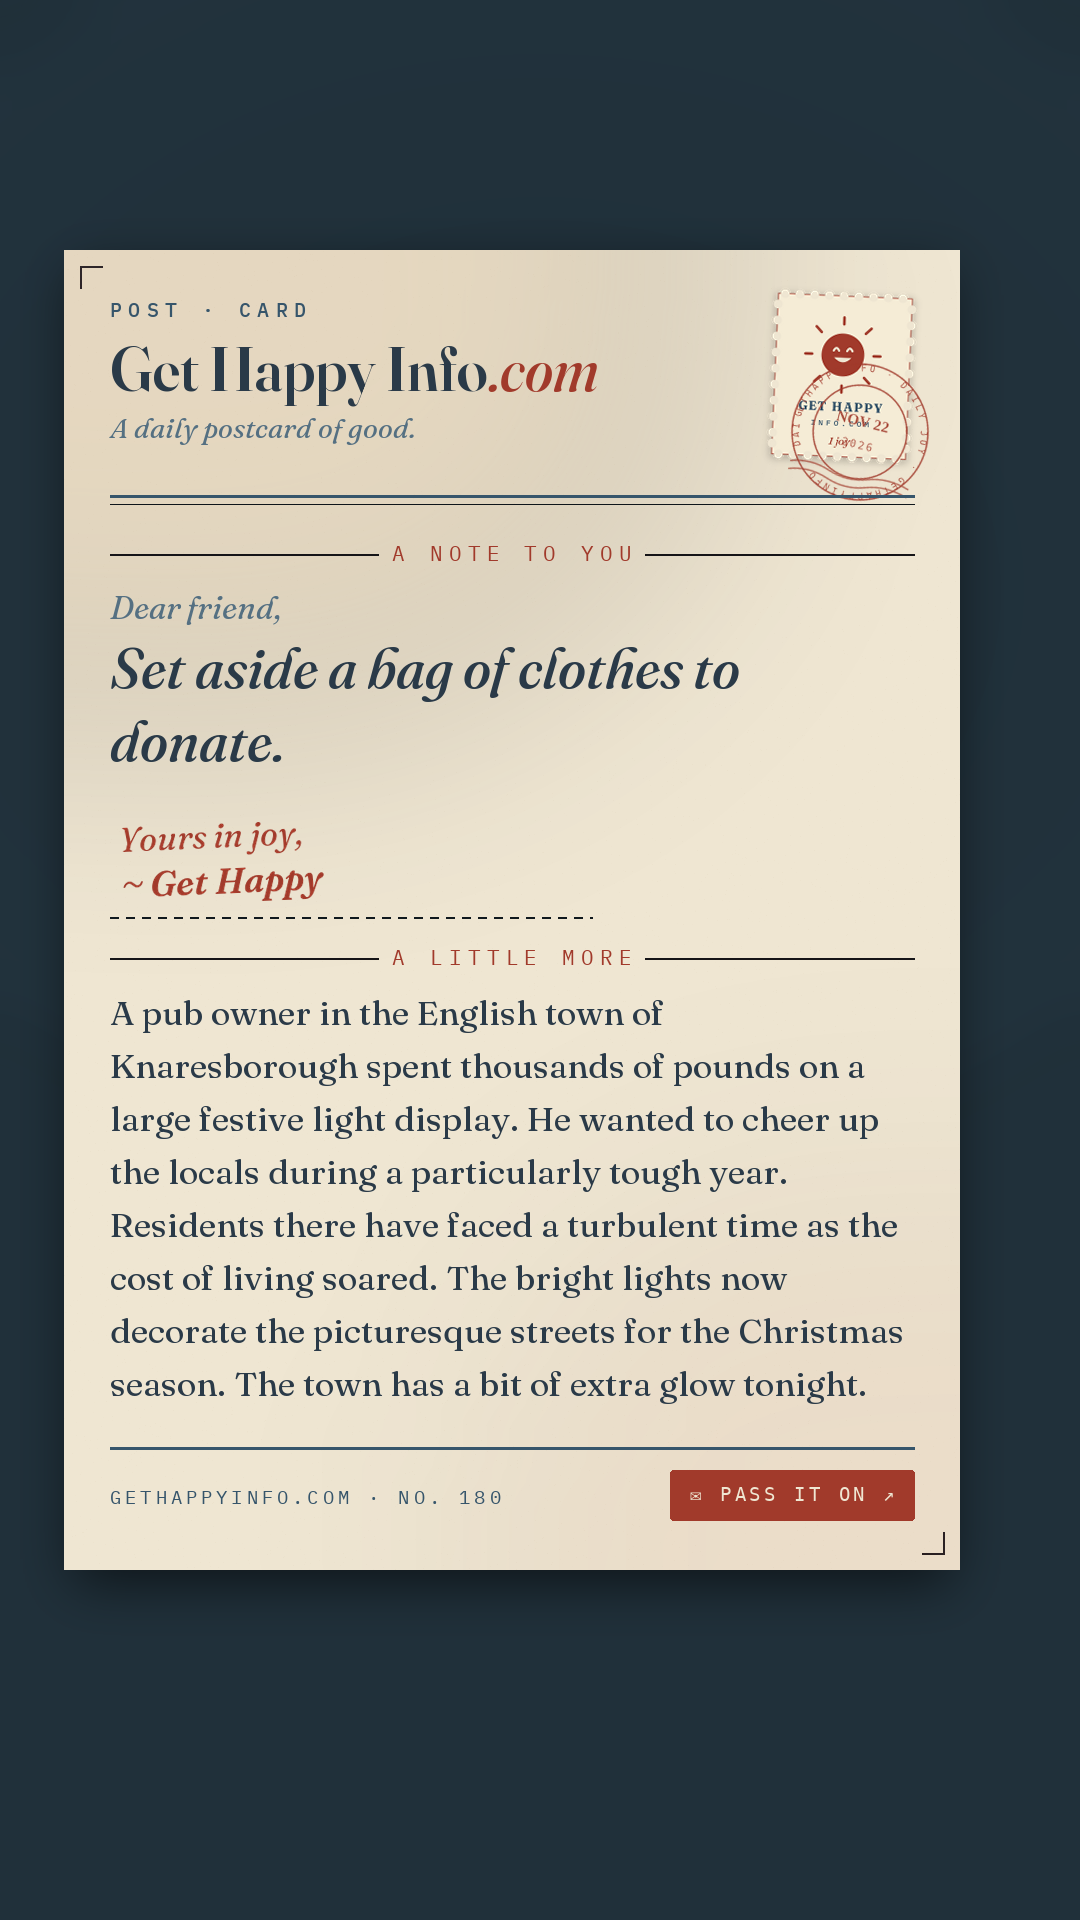 POST · CARD
Get Happy Info.com
A daily postcard of good.
GET HAPPY
INFO.COM
1 joy
NOV 22
2026
A NOTE TO YOU
Dear friend,
Set aside a bag of clothes to
donate.
Yours in joy,
~ Get Happy
A LITTLE MORE
A pub owner in the English town of
Knaresborough spent thousands of pounds on a
large festive light display. He wanted to cheer up
the locals during a particularly tough year.
Residents there have faced a turbulent time as the
cost of living soared. The bright lights now
decorate the picturesque streets for the Christmas
season. The town has a bit of extra glow tonight.
GETHAPPYINFO.COM · NO. 180
✉ PASS IT ON ↗